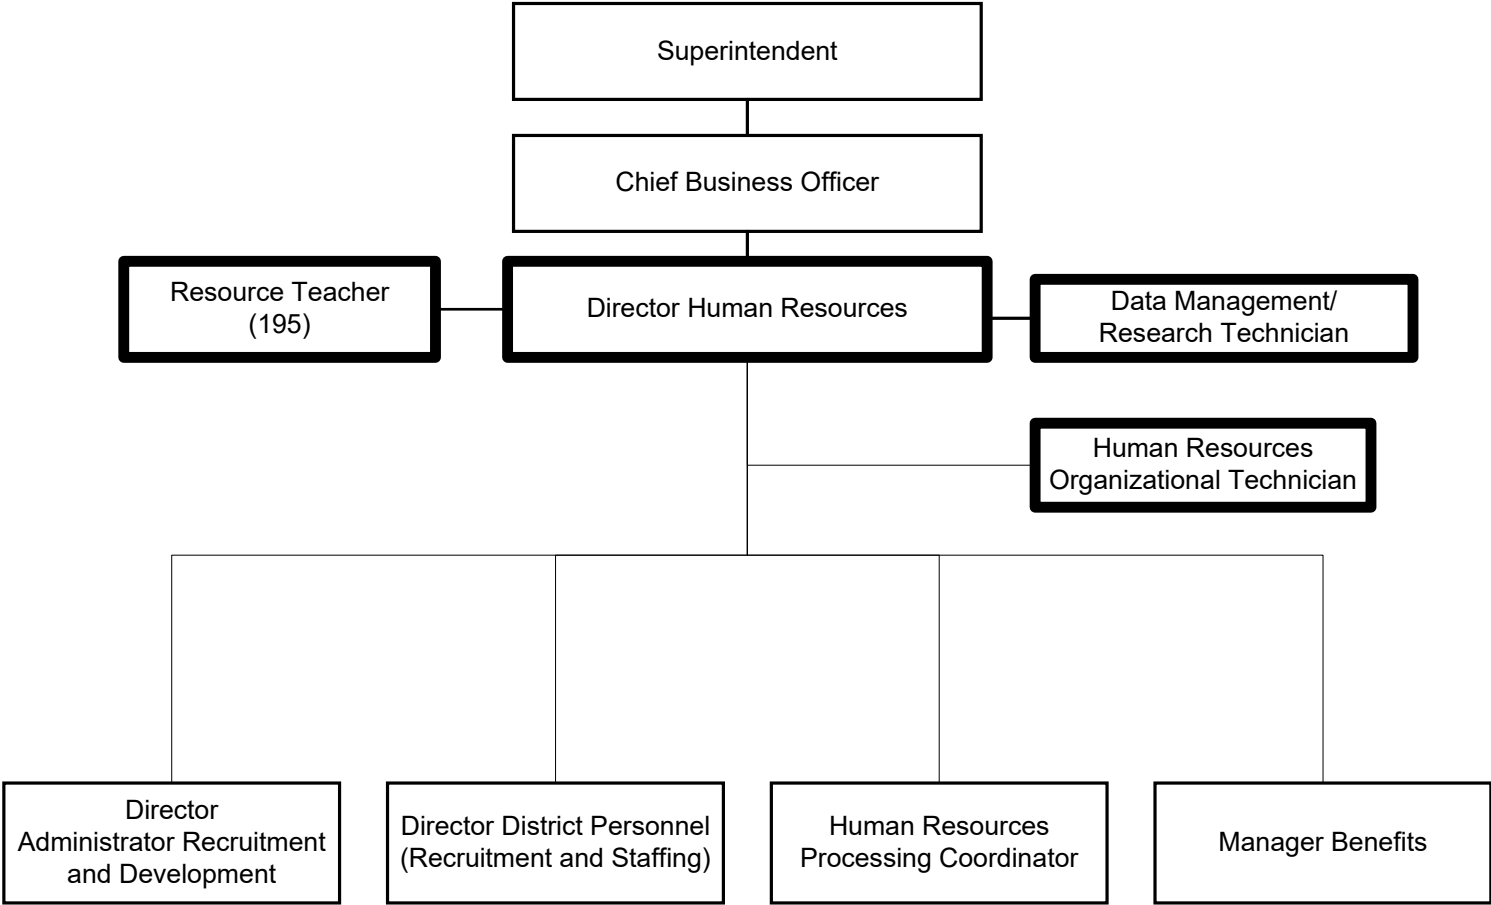 Superintendent
Chief Business Officer
Resource Teacher
(195)
Director Human Resources
Data Management/
Research Technician
Human Resources
Organizational Technician
Director
Administrator Recruitment
and Development
Director District Personnel
(Recruitment and Staffing)
Human Resources
Processing Coordinator
Manager Benefits